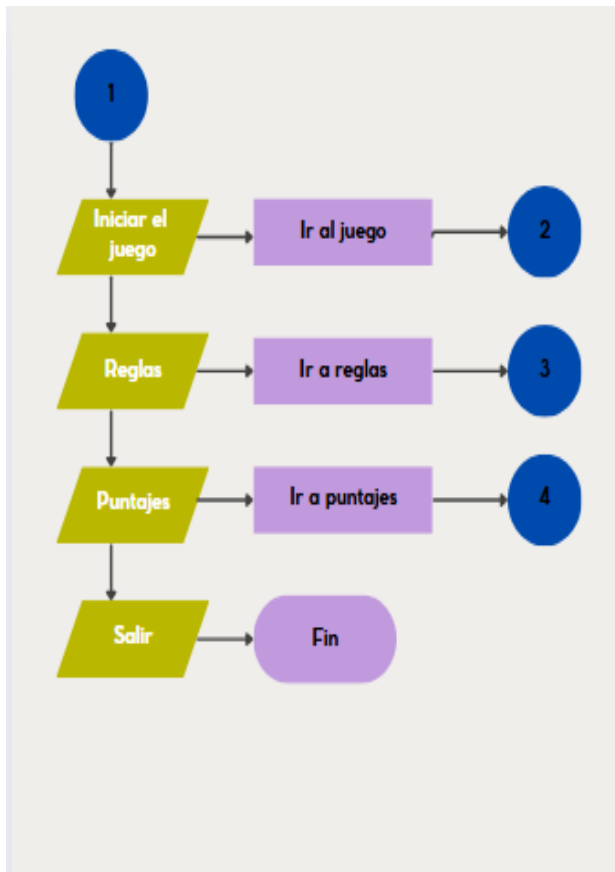 1
Iniciar el
juego
Ir al juego
2
Reglas
Ir a reglas
3
Puntajes
Ir a puntajes
4
Salir
Fin